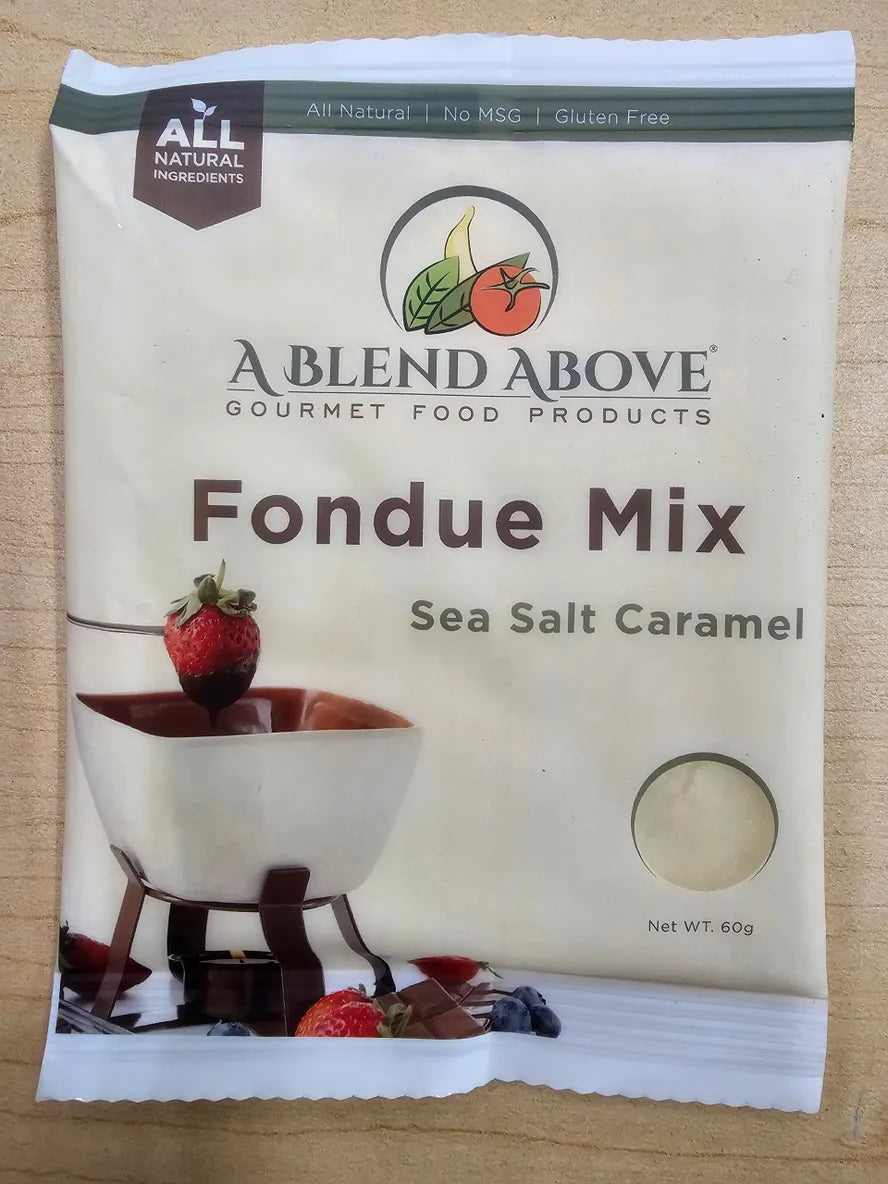 All Natural | No MSG | Gluten Free
ALL
NATURAL
INGREDIENTS
A BLEND ABOVE®
GOURMET FOOD PRODUCTS
Fondue Mix
Sea Salt Caramel
Net WT. 60g